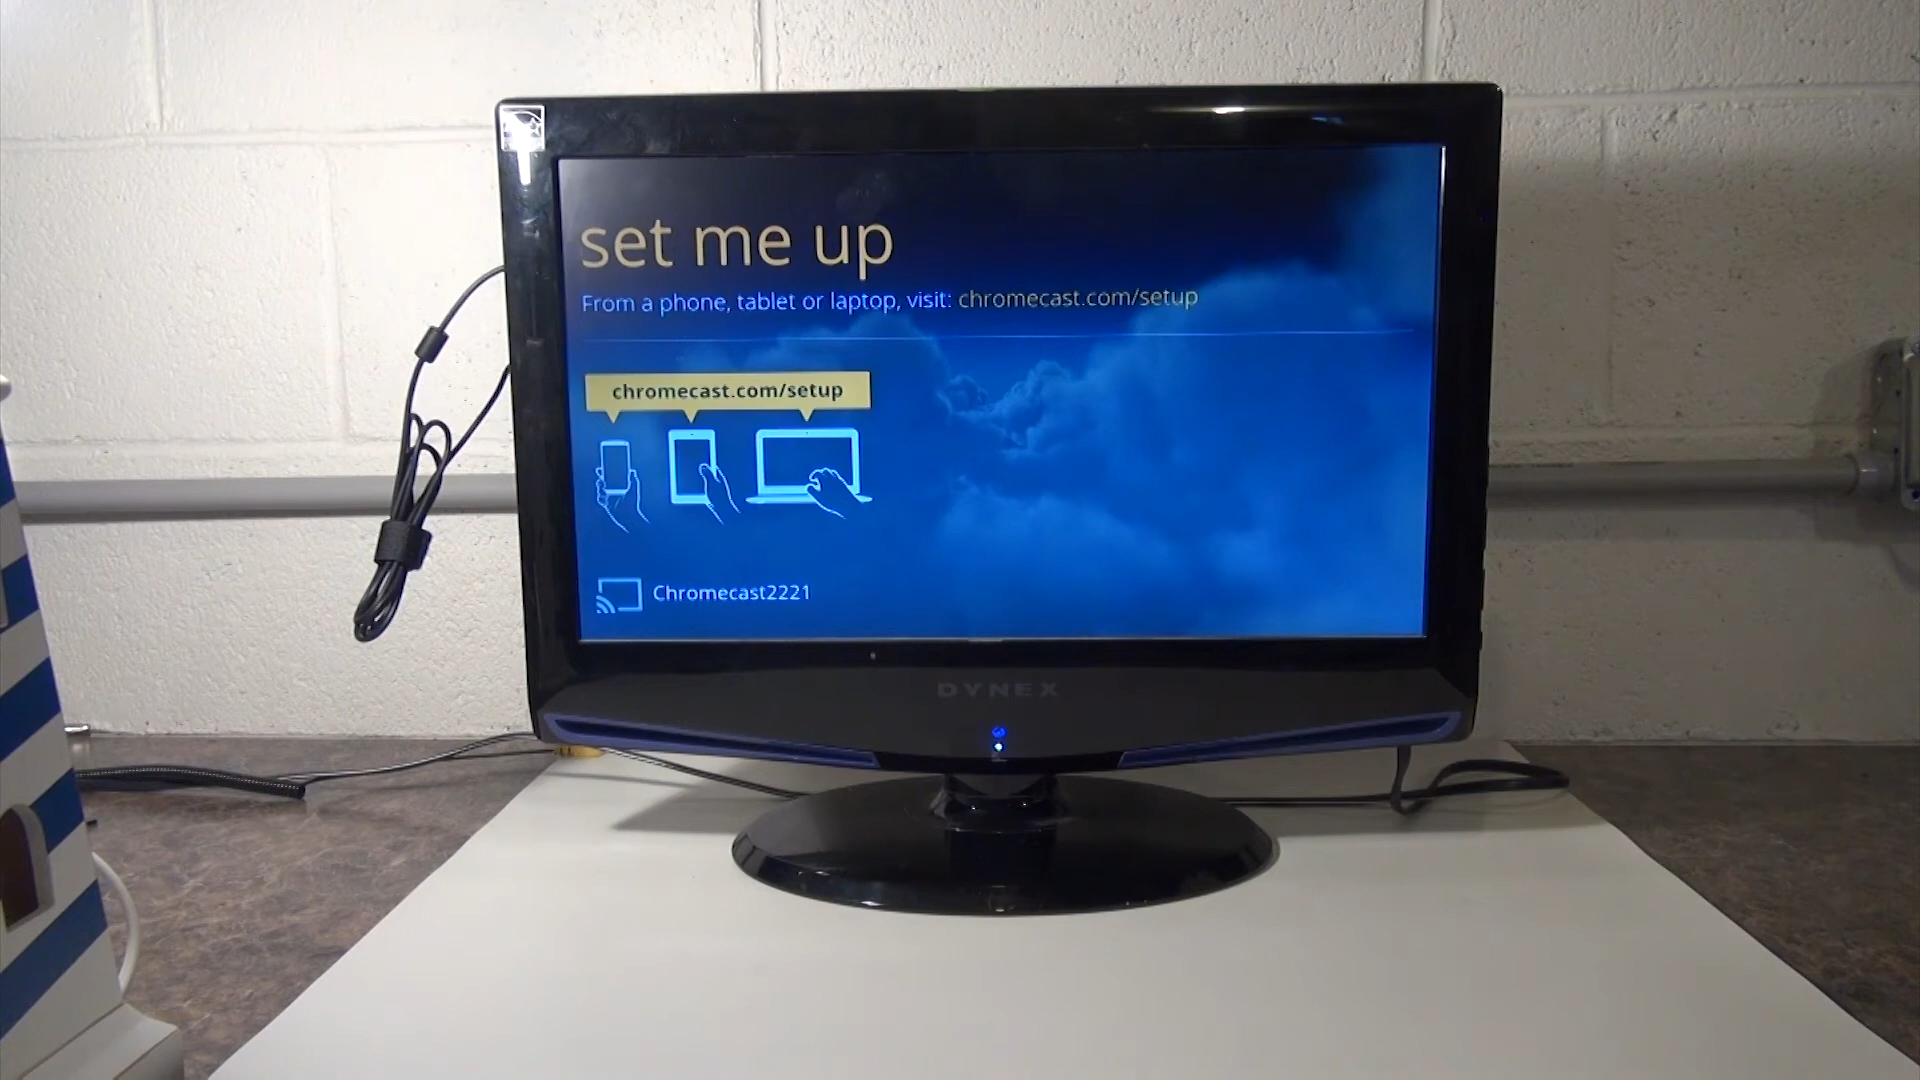 set me up
From a phone, tablet or laptop, visit: chromecast.com/setup
chromecast.com/setup
Chromecast2221
DYNEX